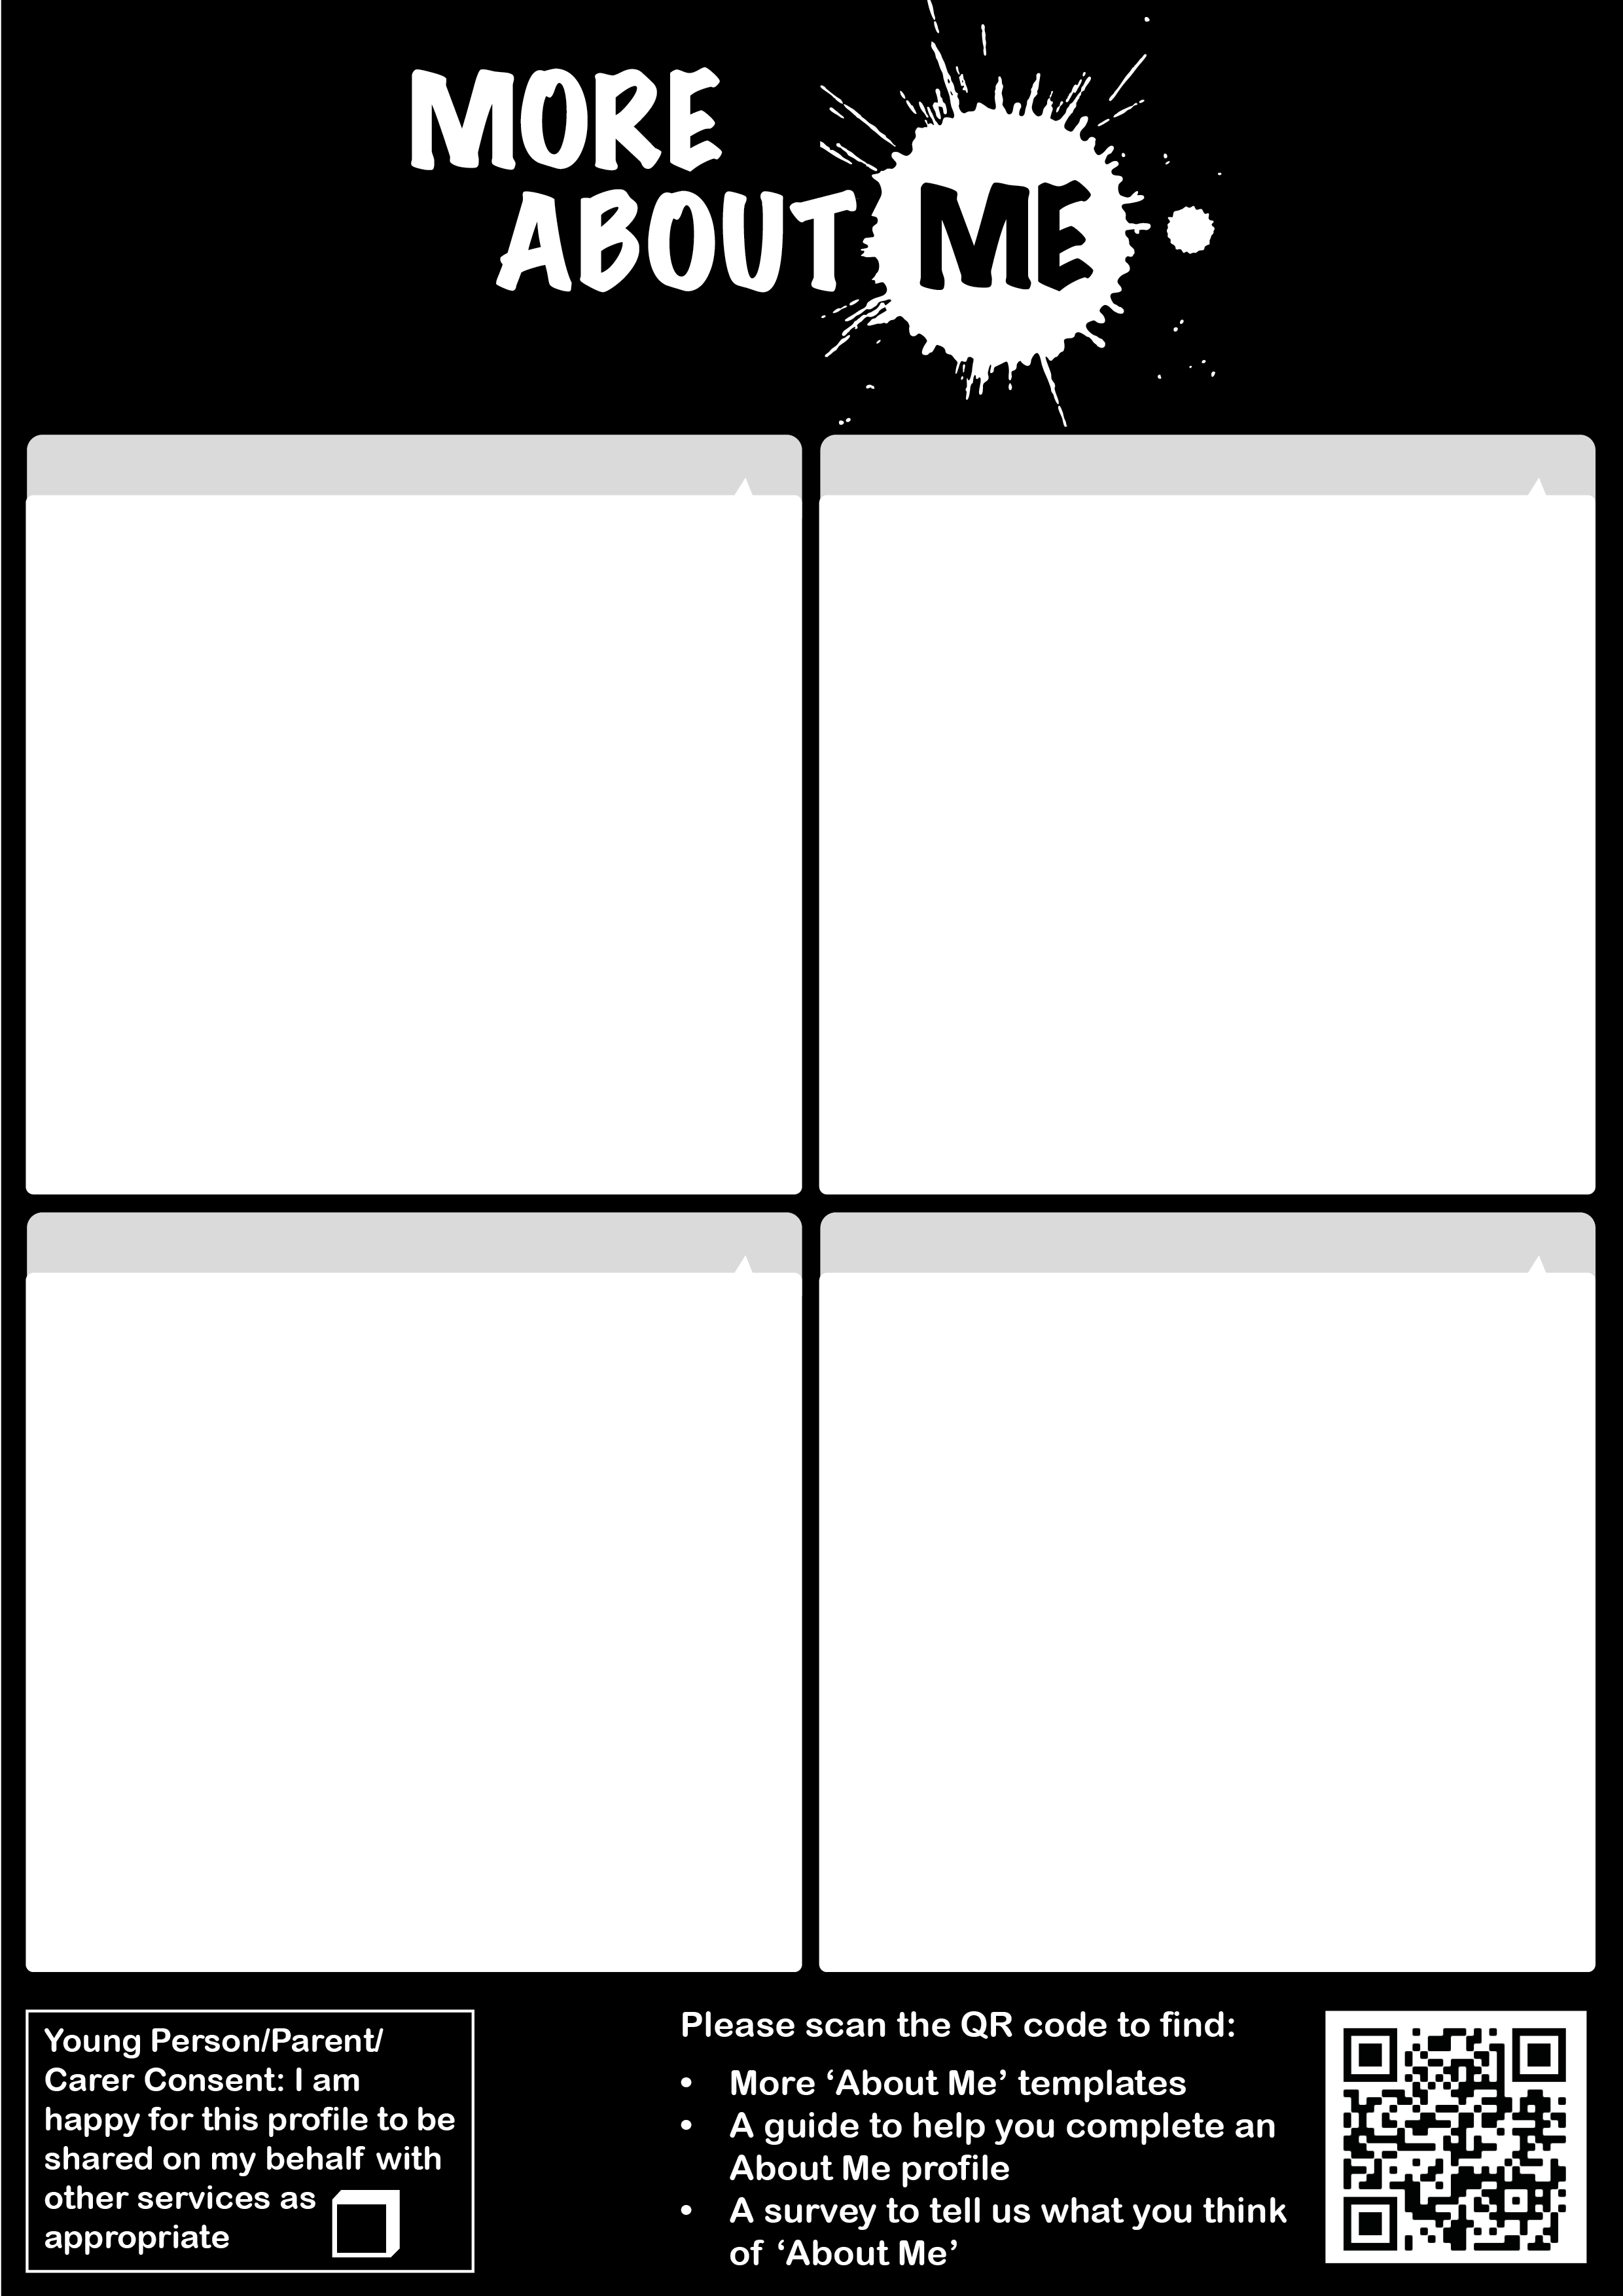 MORE
ABOUT ME
Young Person/Parent/
Carer Consent: I am
happy for this profile to be
shared on my behalf with
other services as
appropriate
Please scan the QR code to find:
• More ‘About Me’ templates
• A guide to help you complete an
About Me profile
• A survey to tell us what you think
of ‘About Me’